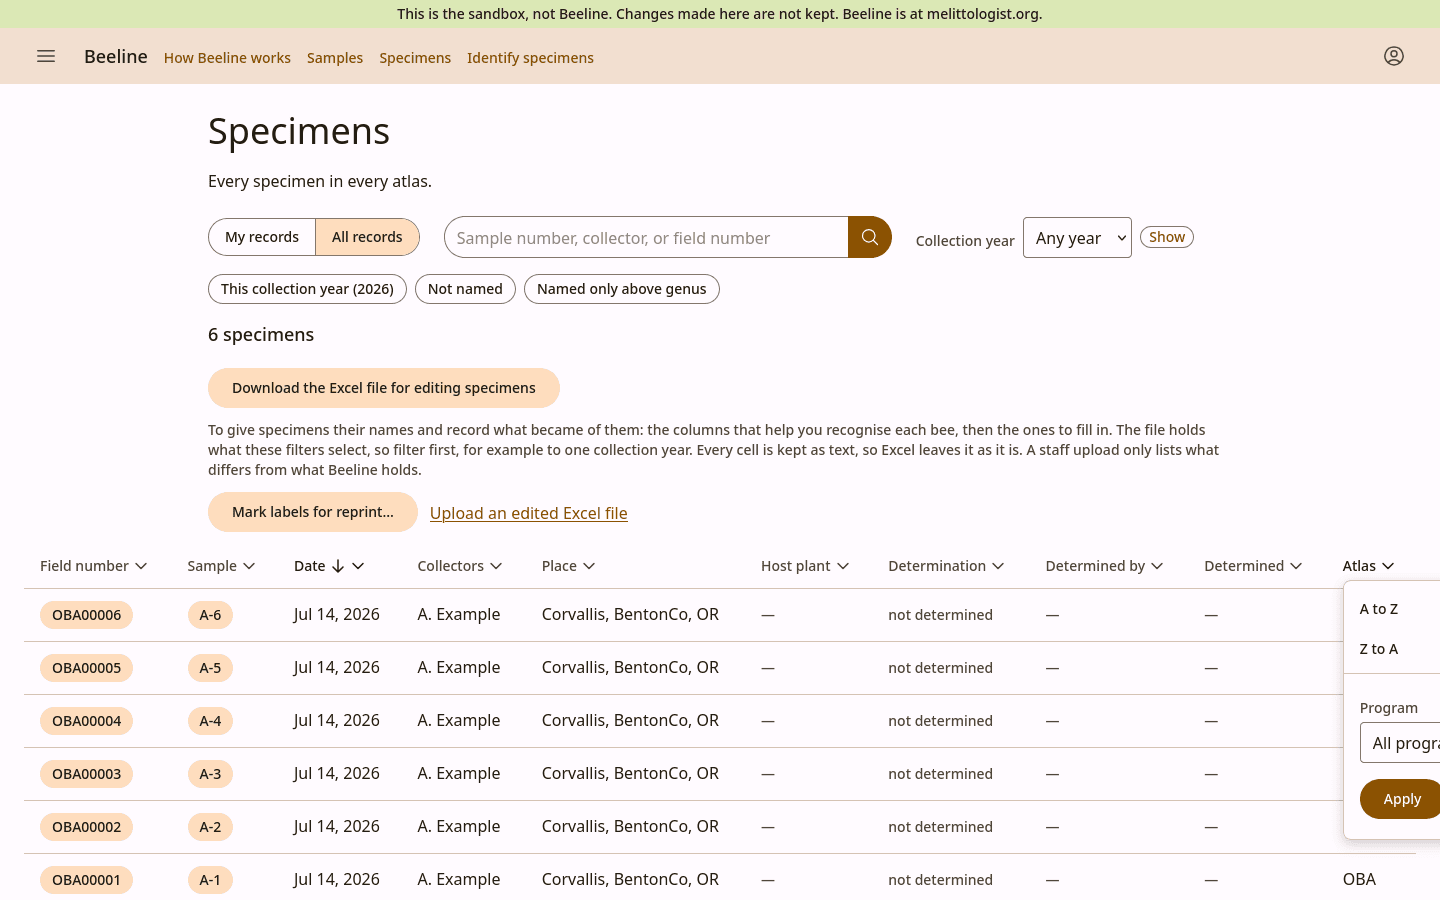 This is the sandbox, not Beeline. Changes made here are not kept. Beeline is at melittologist.org.
Beeline How Beeline works Samples Specimens Identify specimens
Specimens
Every specimen in every atlas.
My records All records Sample number, collector, or field number Collection year Any year Show
This collection year (2026) Not named Named only above genus
6 specimens
Download the Excel file for editing specimens
To give specimens their names and record what became of them: the columns that help you recognise each bee, then the ones to fill in. The file holds
what these filters select, so filter first, for example to one collection year. Every cell is kept as text, so Excel leaves it as it is. A staff upload only lists what
differs from what Beeline holds.
Mark labels for reprint... Upload an edited Excel file
Field number Sample Date Collectors Place Host plant Determination Determined by Determined Atlas
OBA00006 A-6 Jul 14, 2026 A. Example Corvallis, BentonCo, OR — not determined — —
A to Z
Z to A
OBA00005 A-5 Jul 14, 2026 A. Example Corvallis, BentonCo, OR — not determined — —
OBA00004 A-4 Jul 14, 2026 A. Example Corvallis, BentonCo, OR — not determined — —
Program
All progra
OBA00003 A-3 Jul 14, 2026 A. Example Corvallis, BentonCo, OR — not determined — —
Apply
OBA00002 A-2 Jul 14, 2026 A. Example Corvallis, BentonCo, OR — not determined — —
OBA00001 A-1 Jul 14, 2026 A. Example Corvallis, BentonCo, OR — not determined — — OBA